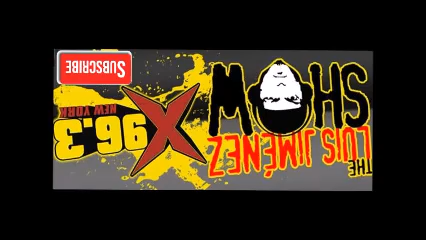 THE
LUIS JIMÉNEZ
SHOW
X
96.3
NEW YORK
SUBSCRIBE